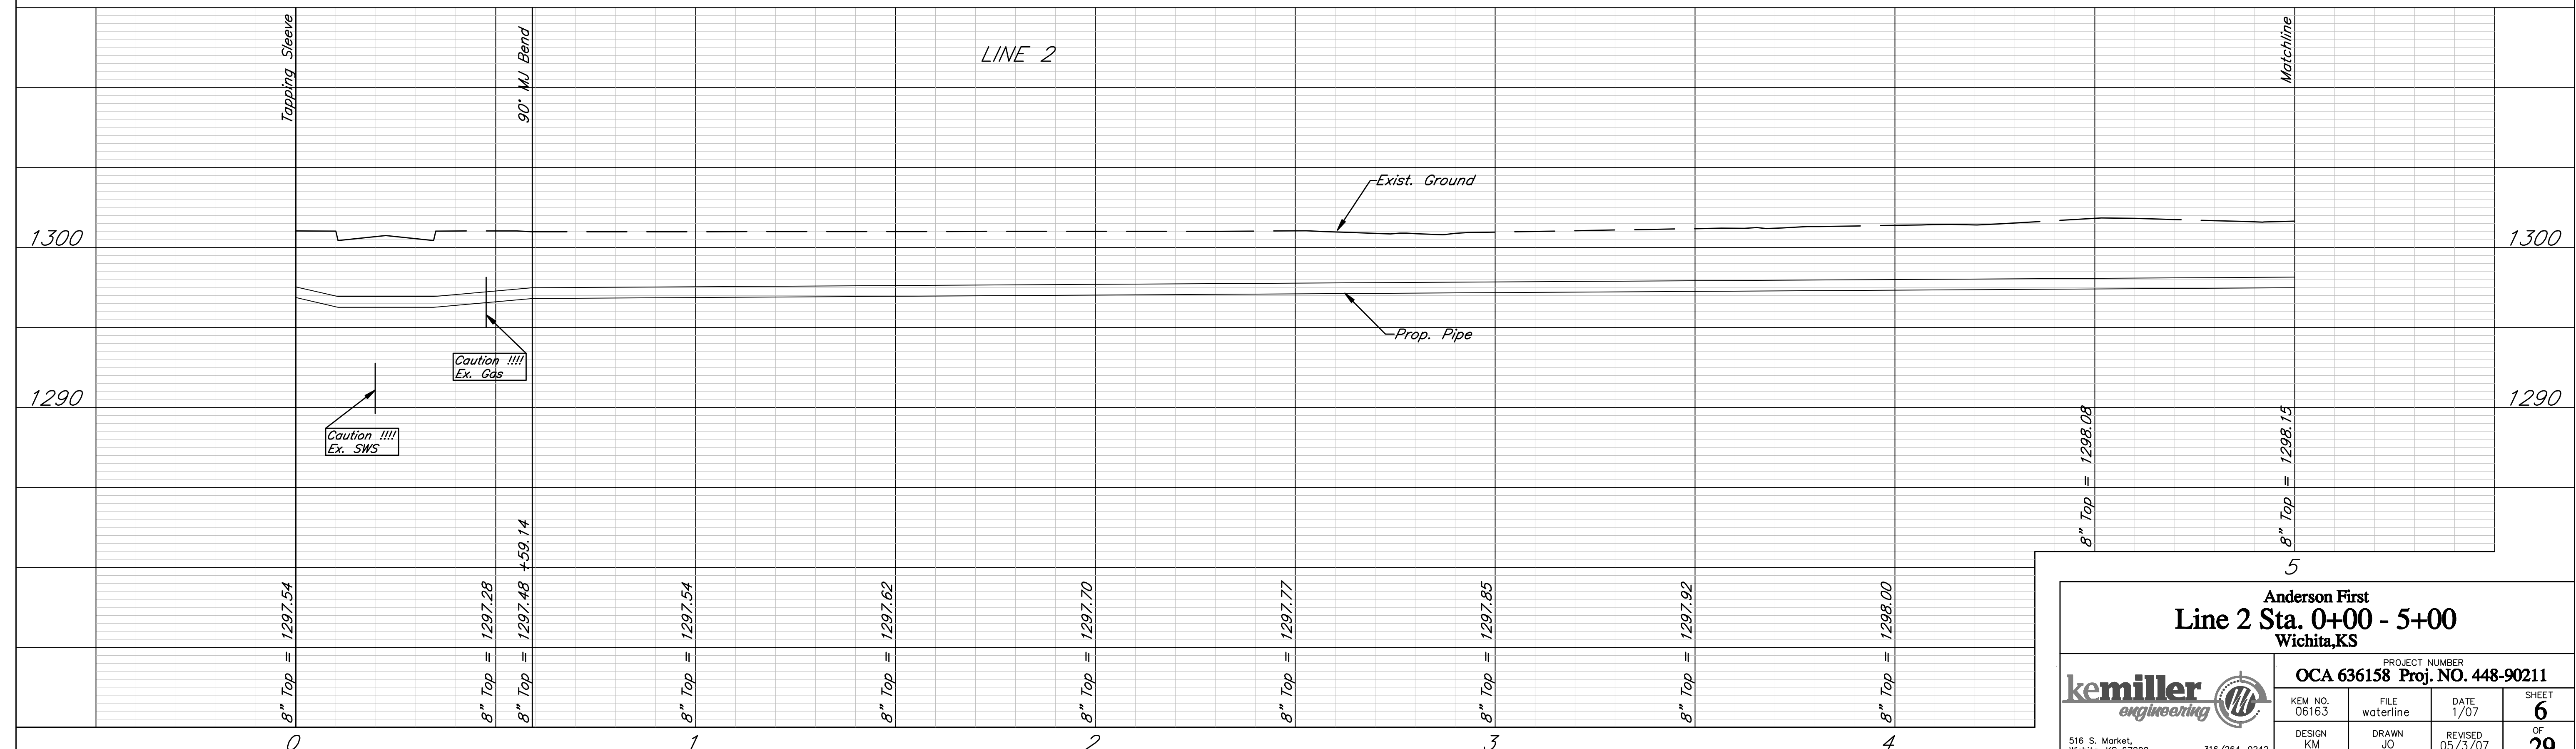 Tapping Sleeve
90° MJ Bend
LINE 2
Matchline
Exist. Ground
1300
1300
Prop. Pipe
Caution !!!!
Ex. Gas
1290
1290
Caution !!!!
Ex. SWS
8" Top = 1297.54
8" Top = 1297.28
8" Top = 1297.48 +59.14
8" Top = 1297.54
8" Top = 1297.62
8" Top = 1297.70
8" Top = 1297.77
8" Top = 1297.85
8" Top = 1297.92
8" Top = 1298.00
8" Top = 1298.08
8" Top = 1298.15
0
1
2
3
4
5
Anderson First
Line 2 Sta. 0+00 - 5+00
Wichita,KS
kemiller
engineering
PROJECT NUMBER
OCA 636158 Proj. NO. 448-90211
KEM NO.
06163
FILE
waterline
DATE
1/07
SHEET
6
OF
29
DESIGN
KM
DRAWN
JO
REVISED
05/3/07
516 S. Market,